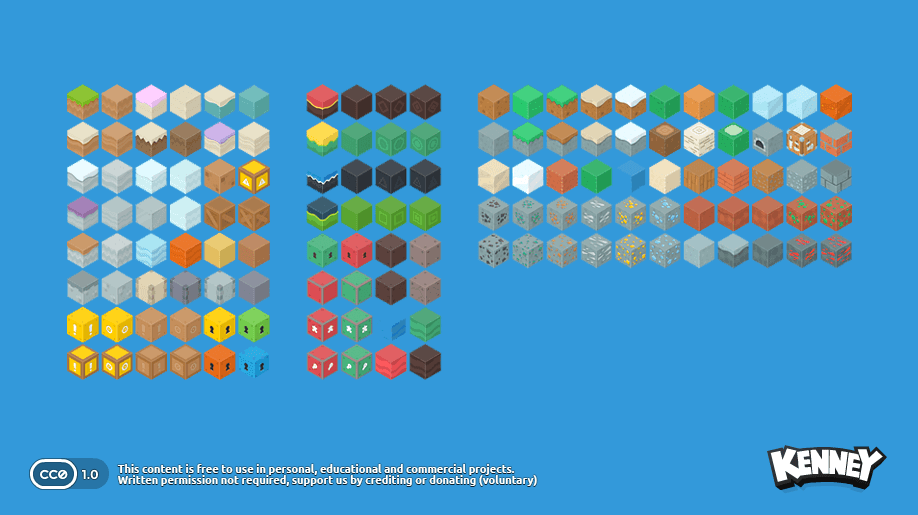 CC0 1.0
This content is free to use in personal, educational and commercial projects.
Written permission not required, support us by crediting or donating (voluntary)
KENNEY